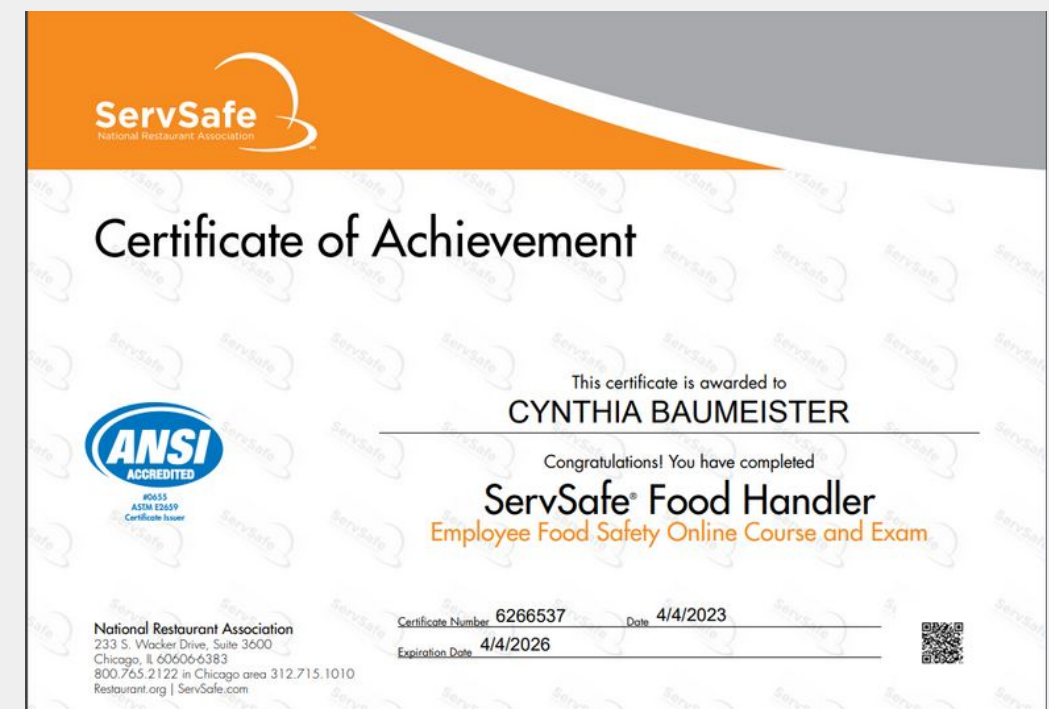 ServSafe
National Restaurant Association
Certificate of Achievement
This certificate is awarded to
CYNTHIA BAUMEISTER
Congratulations! You have completed
ServSafe® Food Handler
Employee Food Safety Online Course and Exam
ANSI
ACCREDITED
#0655
ASTM E2659
Certificate Issuer
Certificate Number 6266537 Date 4/4/2023
Expiration Date 4/4/2026
National Restaurant Association
233 S. Wacker Drive, Suite 3600
Chicago, IL 60606-6383
800.765.2122 in Chicago area 312.715.1010
Restaurant.org | ServSafe.com